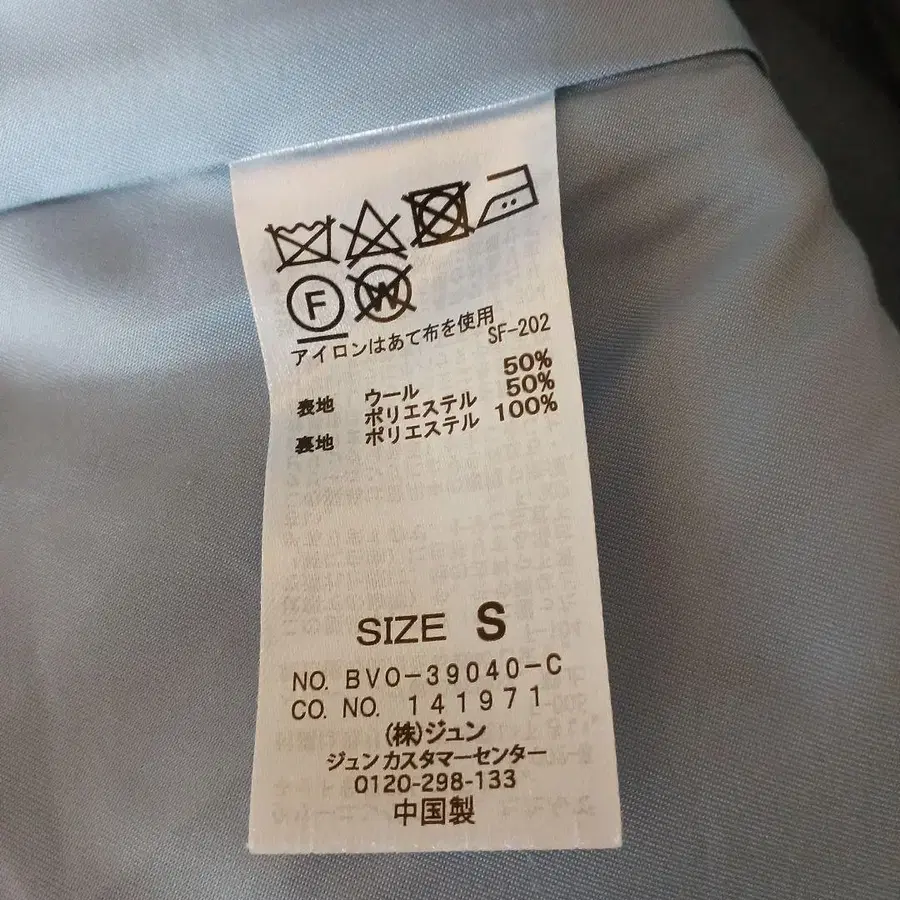 F W
アイロンはあて布を使用
SF-202
表地 ウール 50%
ポリエステル 50%
裏地 ポリエステル 100%
SIZE S
NO. BVO-39040-C
CO. NO. 141971
(株)ジュン
ジュン カスタマーセンター
0120-298-133
中国製